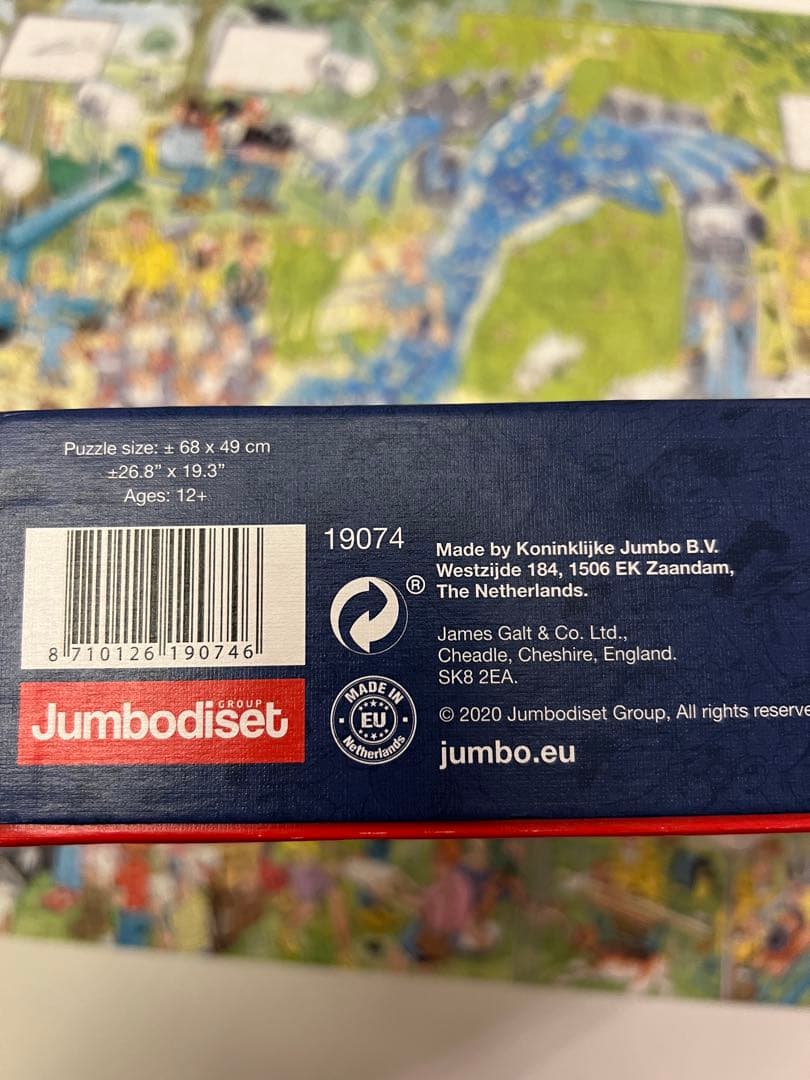 Puzzle size: ± 68 x 49 cm
±26.8” x 19.3”
Ages: 12+
8 710126 190746
GROUP
Jumbodiset
19074
®
MADE IN
EU
Netherlands
Made by Koninklijke Jumbo B.V.
Westzijde 184, 1506 EK Zaandam,
The Netherlands.
James Galt & Co. Ltd.,
Cheadle, Cheshire, England.
SK8 2EA.
© 2020 Jumbodiset Group, All rights reserve
jumbo.eu